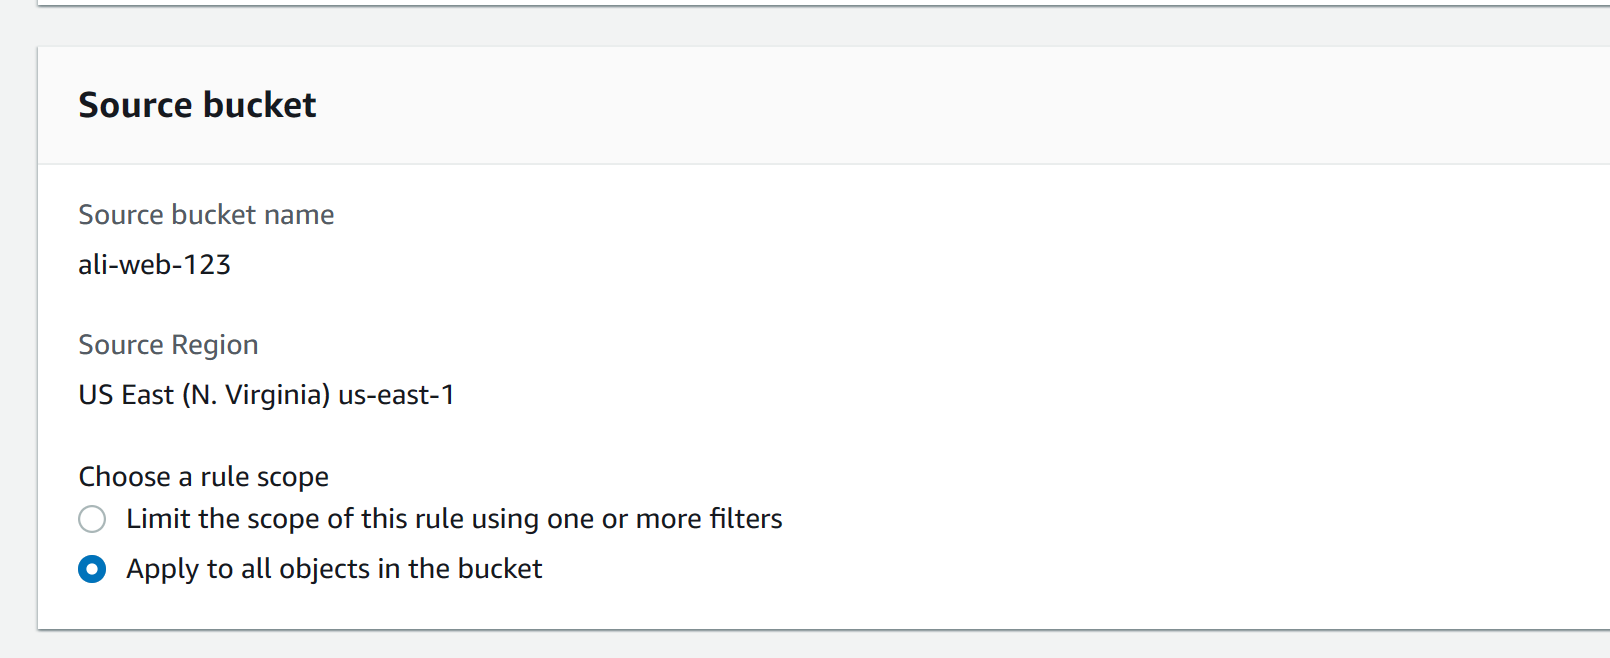 Source bucket
Source bucket name
ali-web-123
Source Region
US East (N. Virginia) us-east-1
Choose a rule scope
Limit the scope of this rule using one or more filters
Apply to all objects in the bucket